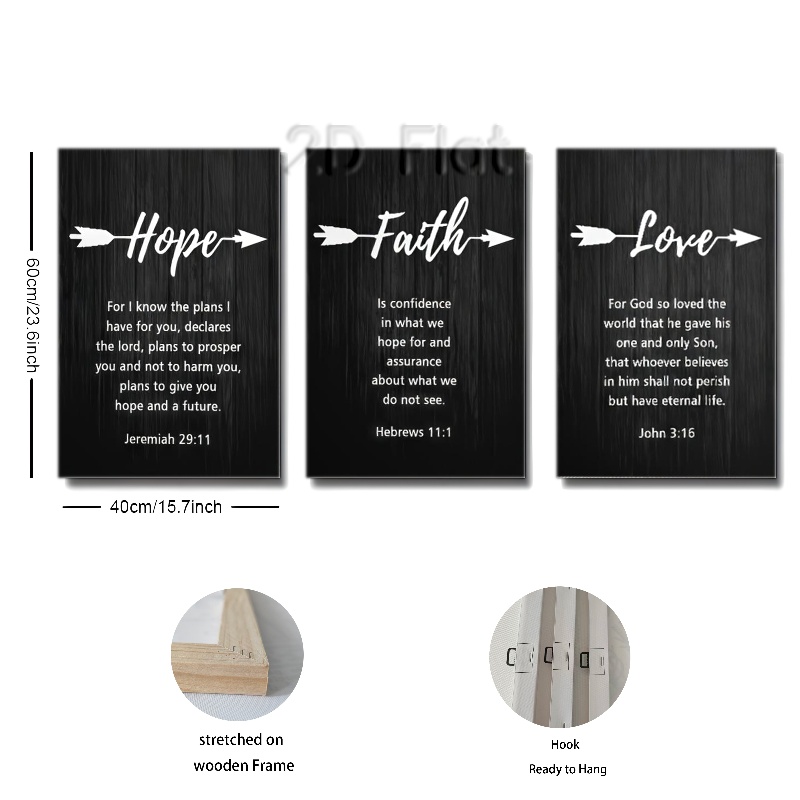 2D Flat
Hope
For I know the plans I
have for you, declares
the lord, plans to prosper
you and not to harm you,
plans to give you
hope and a future.
Jeremiah 29:11
Faith
Is confidence
in what we
hope for and
assurance
about what we
do not see.
Hebrews 11:1
Love
For God so loved the
world that he gave his
one and only Son,
that whoever believes
in him shall not perish
but have eternal life.
John 3:16
60cm/23.6inch
40cm/15.7inch
stretched on
wooden Frame
Hook
Ready to Hang